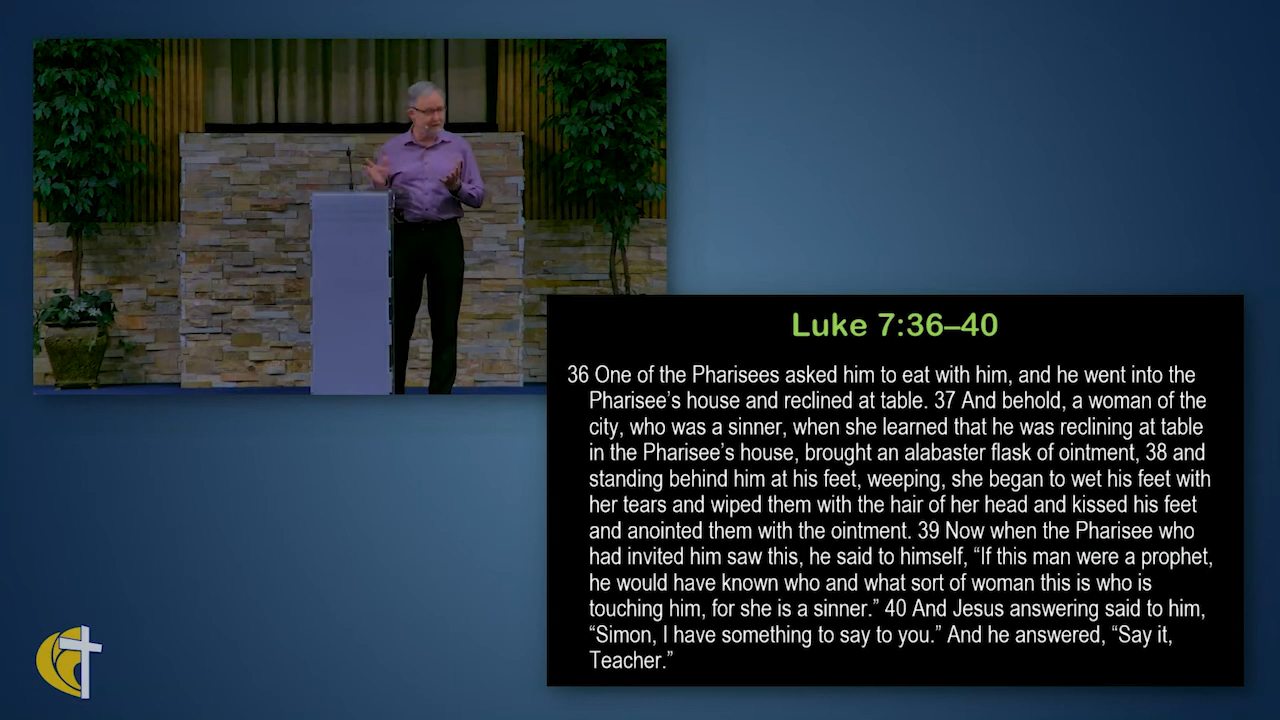 Luke 7:36–40
36 One of the Pharisees asked him to eat with him, and he went into the
Pharisee’s house and reclined at table. 37 And behold, a woman of the
city, who was a sinner, when she learned that he was reclining at table
in the Pharisee’s house, brought an alabaster flask of ointment, 38 and
standing behind him at his feet, weeping, she began to wet his feet with
her tears and wiped them with the hair of her head and kissed his feet
and anointed them with the ointment. 39 Now when the Pharisee who
had invited him saw this, he said to himself, “If this man were a prophet,
he would have known who and what sort of woman this is who is
touching him, for she is a sinner.” 40 And Jesus answering said to him,
“Simon, I have something to say to you.” And he answered, “Say it,
Teacher.”